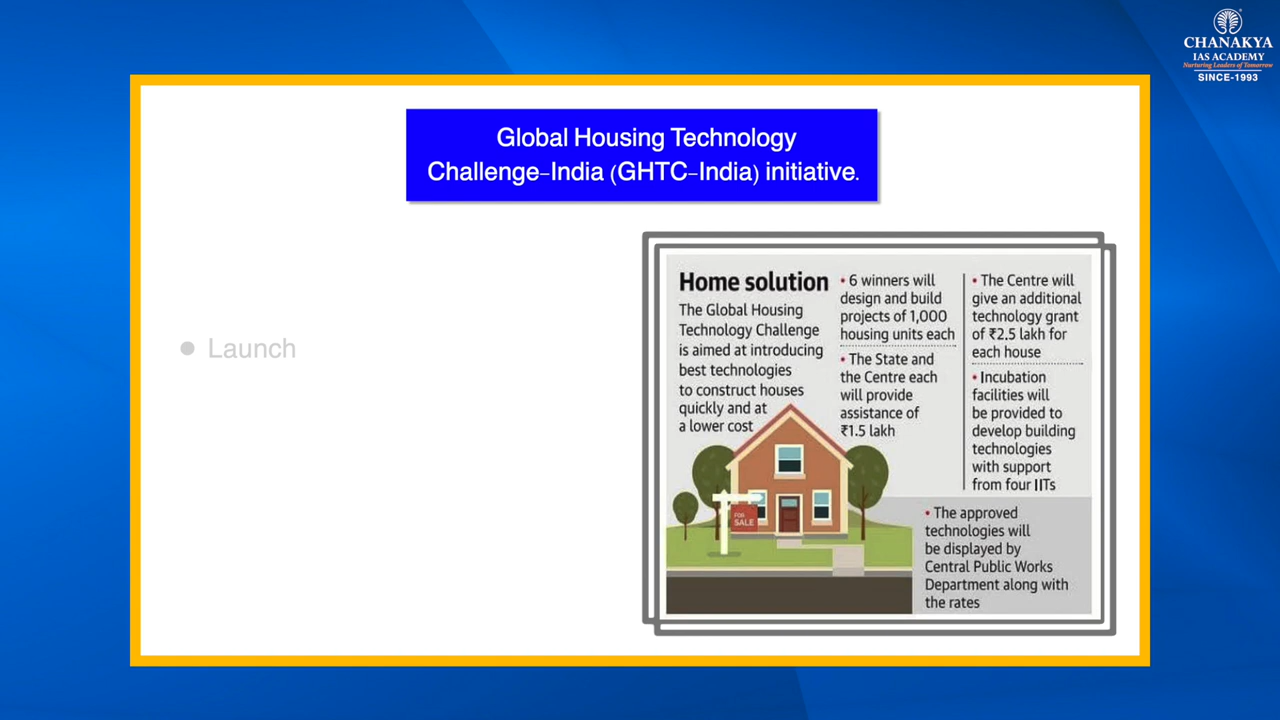 CHANAKYA
IAS ACADEMY
Nurturing Leaders of Tomorrow
SINCE-1993
Global Housing Technology
Challenge-India (GHTC-India) initiative.
• Launch
Home solution
The Global Housing
Technology Challenge
is aimed at introducing
best technologies
to construct houses
quickly and at
a lower cost
• 6 winners will
design and build
projects of 1,000
housing units each
• The State and
the Centre each
will provide
assistance of
₹1.5 lakh
• The Centre will
give an additional
technology grant
of ₹2.5 lakh for
each house
• Incubation
facilities will
be provided to
develop building
technologies
with support
from four IITs
• The approved
technologies will
be displayed by
Central Public Works
Department along with
the rates
FOR
SALE